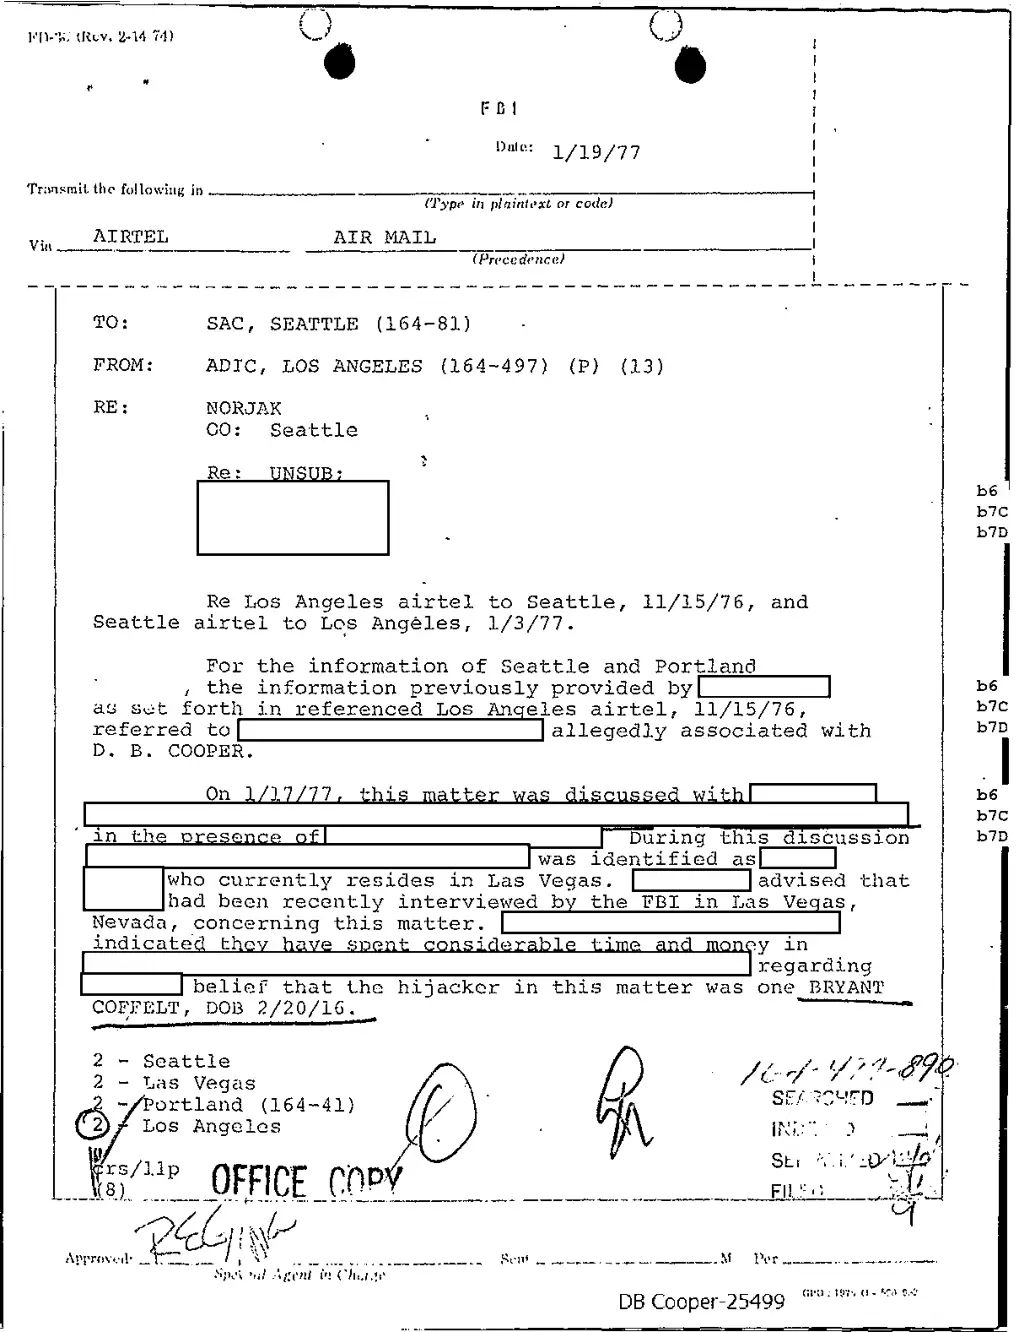 (Rev. 2-14-74)
FBI
Date: 1/19/77
Transmit the following in
(Type in plaintext or code)
Via AIRTEL AIR MAIL
(Precedence)
TO: SAC, SEATTLE (164-81)
FROM: ADIC, LOS ANGELES (164-497) (P) (13)
RE: NORJAK
OO: Seattle
Re: UNSUB;
b6
b7C
b7D
Re Los Angeles airtel to Seattle, 11/15/76, and
Seattle airtel to Los Angeles, 1/3/77.
For the information of Seattle and Portland
, the information previously provided by
b6
as set forth in referenced Los Angeles airtel, 11/15/76,
b7C
referred to allegedly associated with
b7D
D. B. COOPER.
On 1/17/77, this matter was discussed with
b6
b7C
in the presence of During this discussion
b7D
was identified as
who currently resides in Las Vegas. advised that
had been recently interviewed by the FBI in Las Vegas,
Nevada, concerning this matter.
indicated they have spent considerable time and money in
regarding
belief that the hijacker in this matter was one BRYANT
COFFELT, DOB 2/20/16.
2 - Seattle
2 - Las Vegas
2 - Portland (164-41)
2 - Los Angeles
crs/llp
(8)
OFFICE COPY
SEARCHED
FILED
Approved:
Special Agent in Charge
Sent M Per
DB Cooper-25499